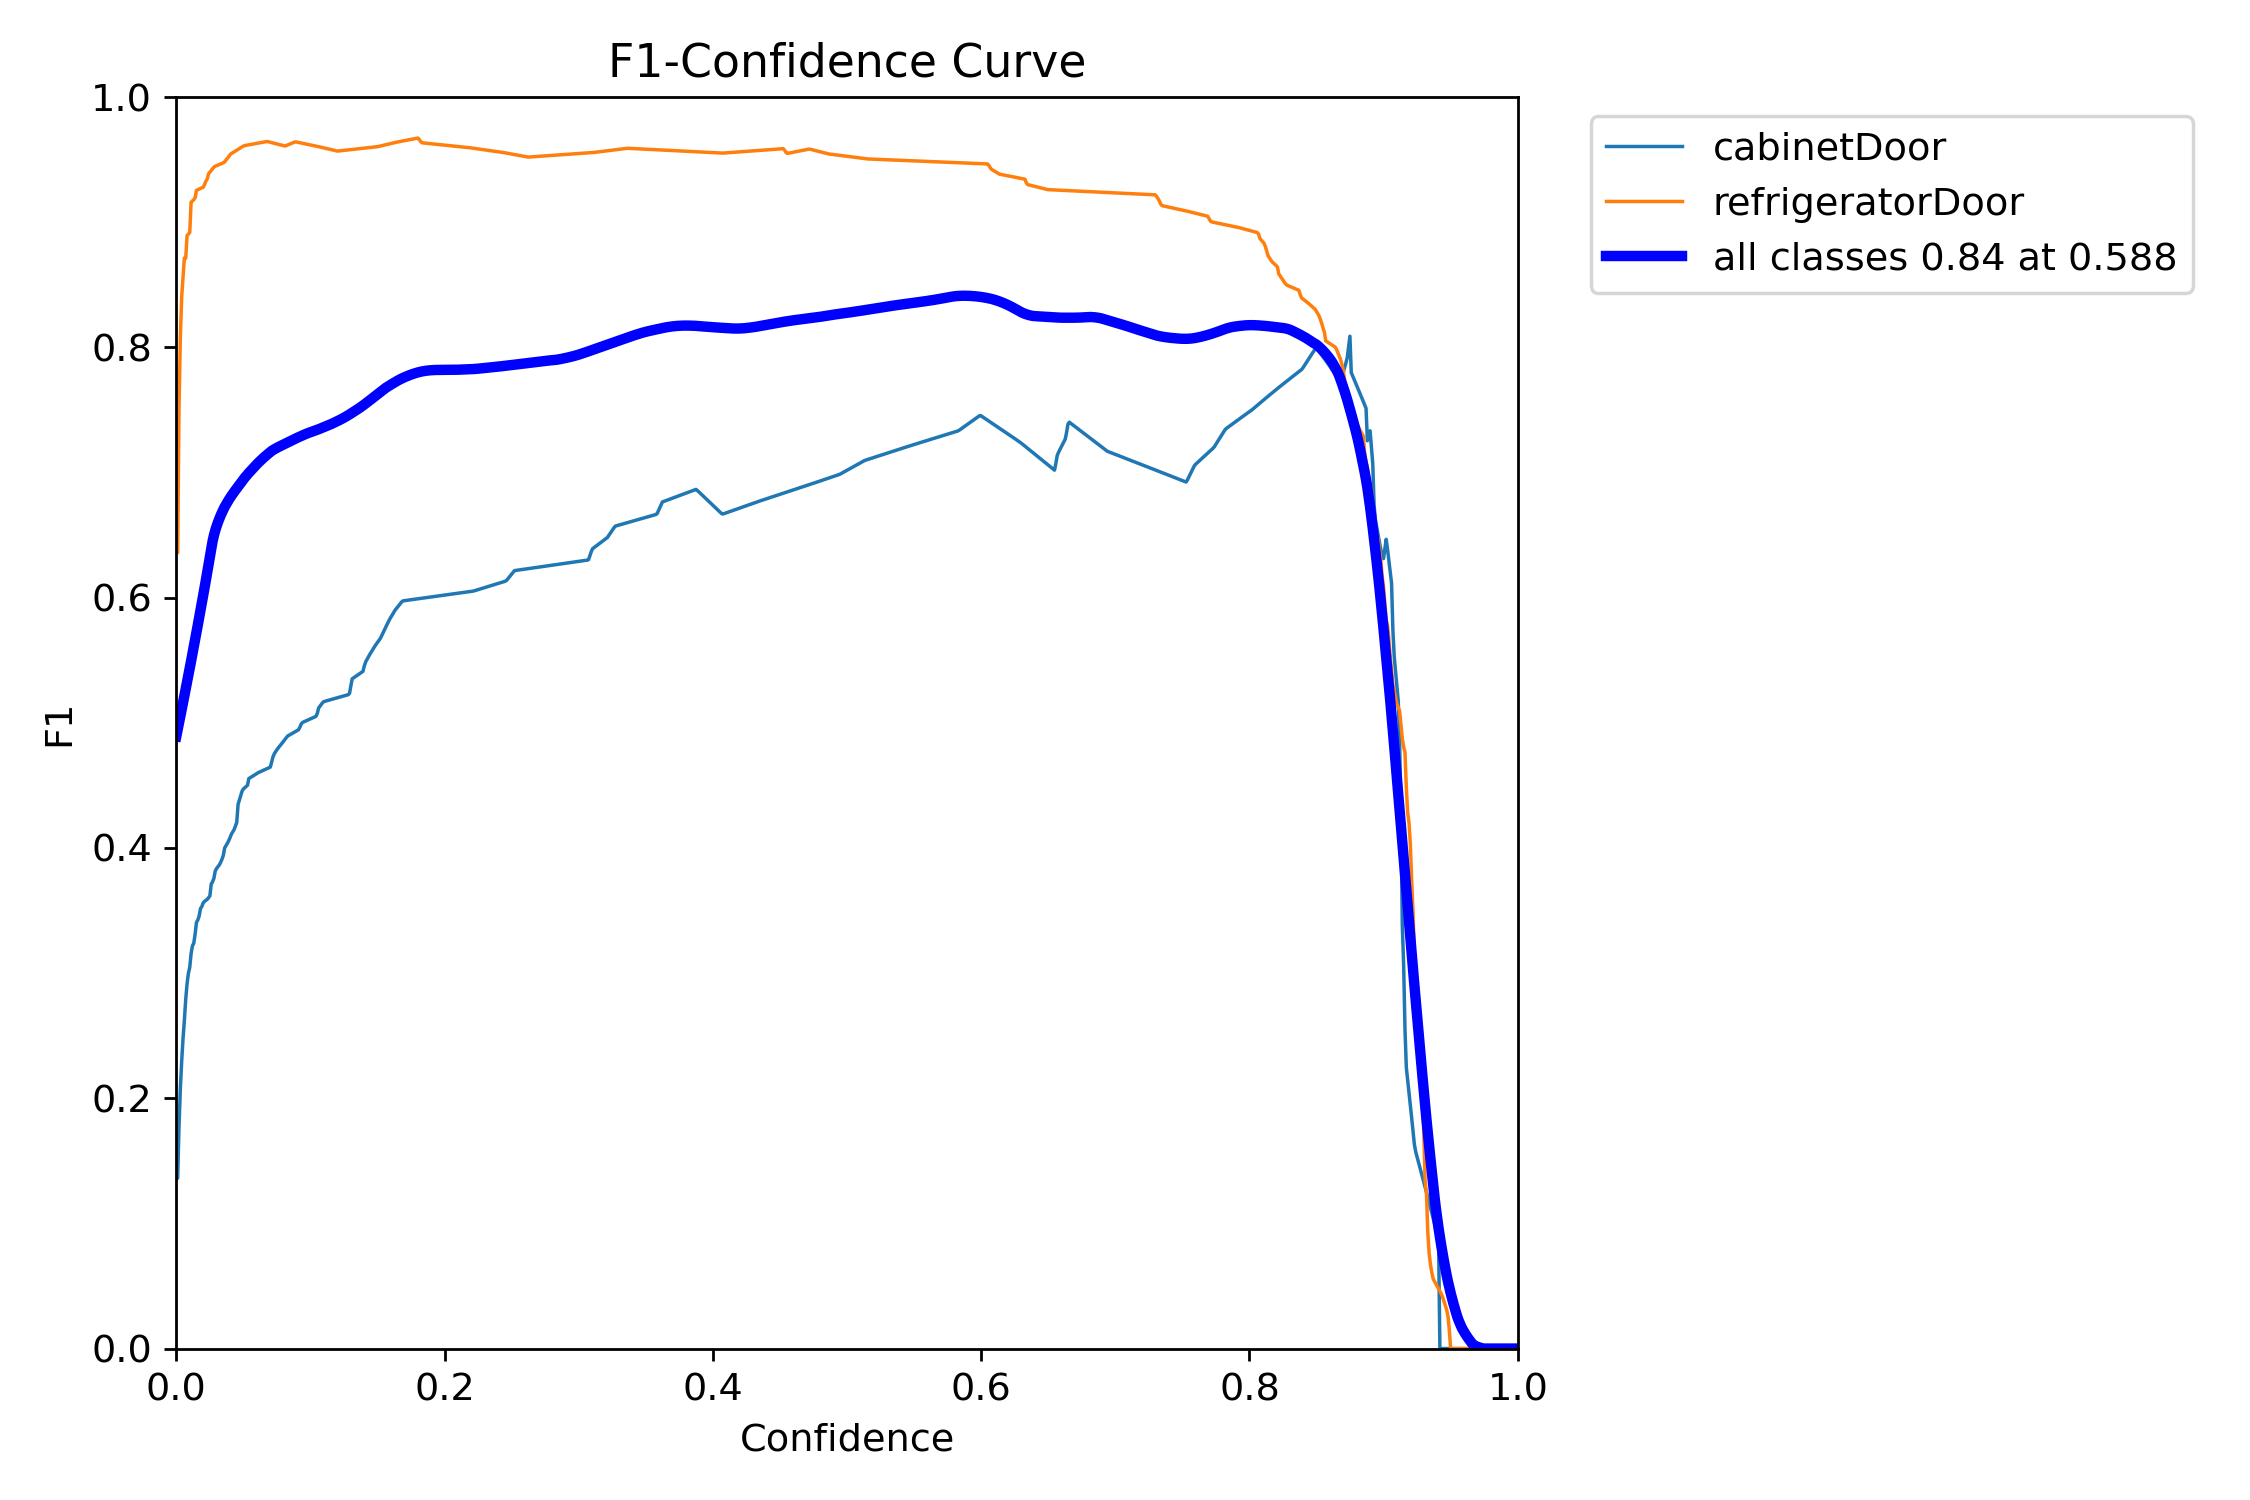 F1-Confidence Curve
1.0
0.8
0.6
0.4
0.2
0.0
F1
0.0 0.2 0.4 0.6 0.8 1.0
Confidence
cabinetDoor
refrigeratorDoor
all classes 0.84 at 0.588